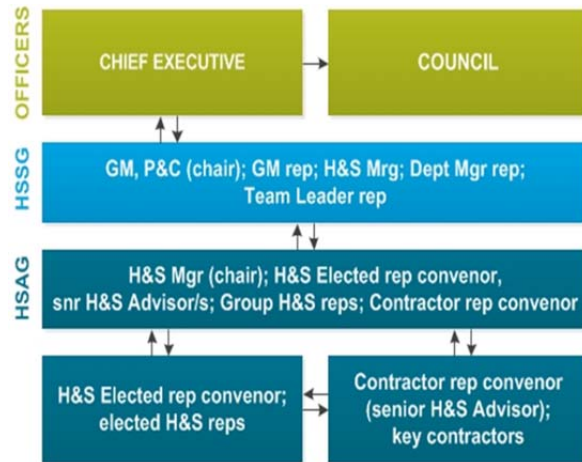 OFFICERS
CHIEF EXECUTIVE
COUNCIL
HSSG
GM, P&C (chair); GM rep; H&S Mrg; Dept Mgr rep;
Team Leader rep
HSAG
H&S Mgr (chair); H&S Elected rep convenor,
snr H&S Advisor/s; Group H&S reps; Contractor rep convenor
H&S Elected rep convenor;
elected H&S reps
Contractor rep convenor
(senior H&S Advisor);
key contractors